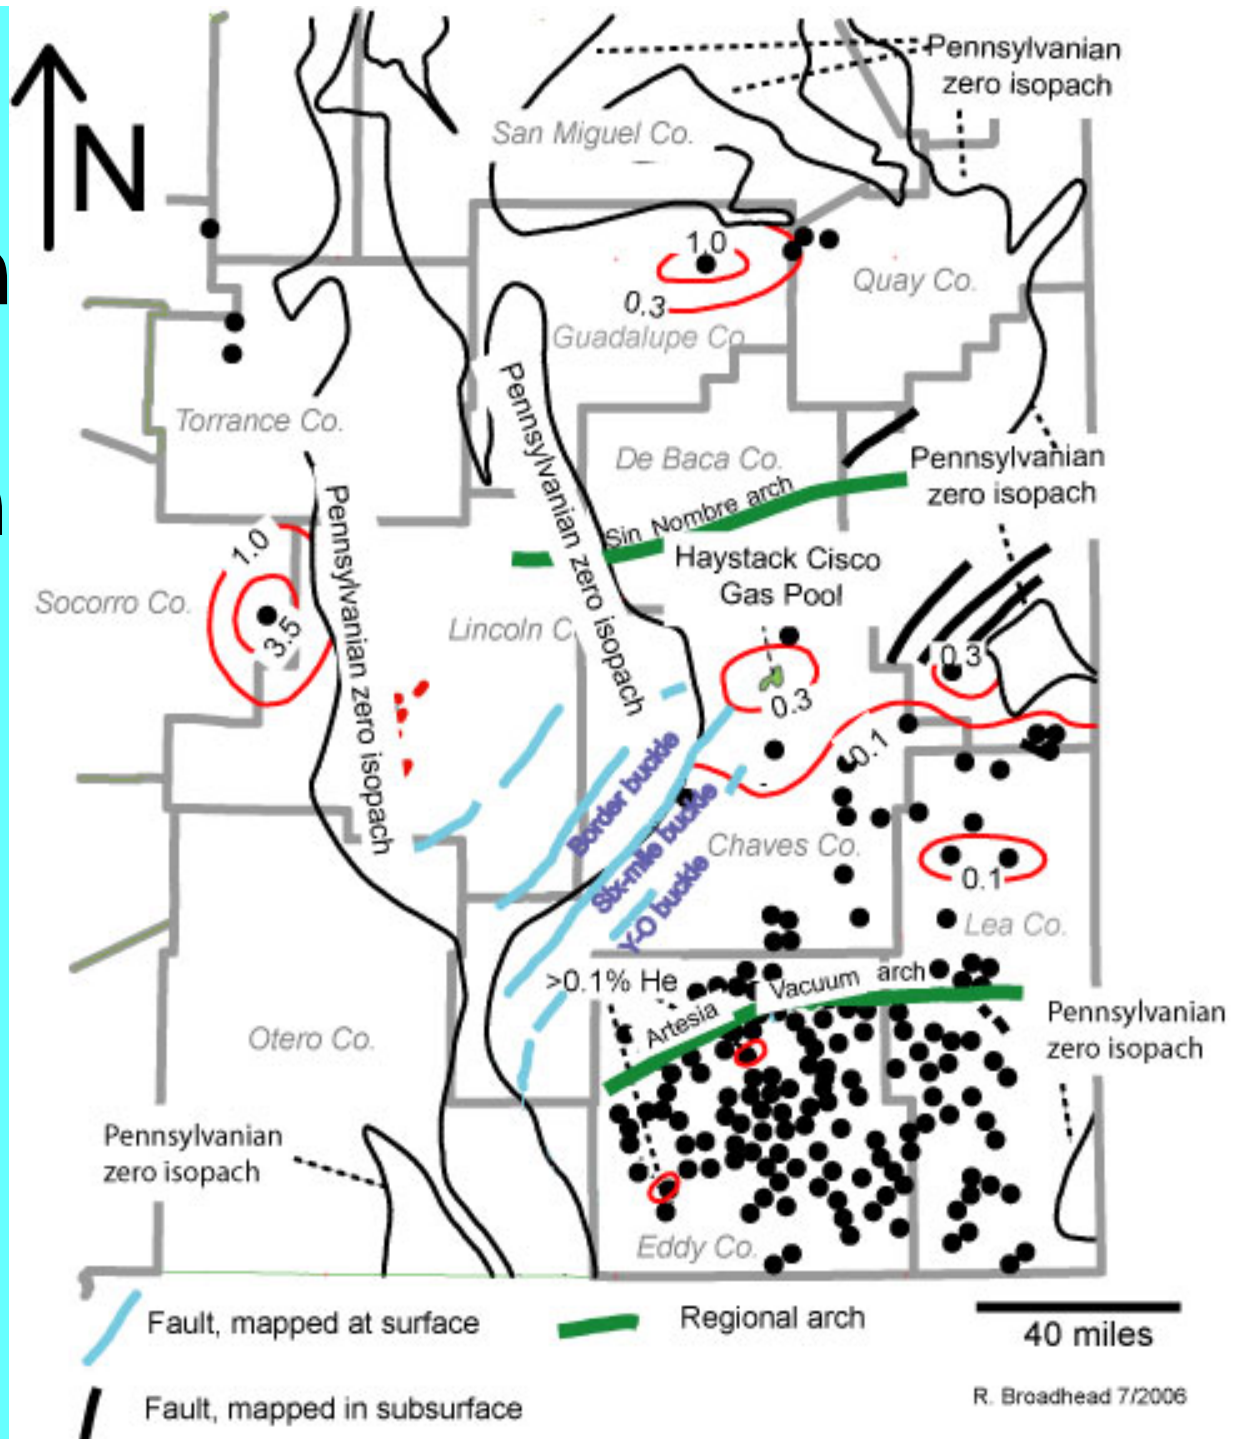 N
Pennsylvanian
zero isopach
San Miguel Co.
1.0
0.3
Quay Co.
Guadalupe Co
Torrance Co.
Pennsylvanian zero isopach
De Baca Co.
Pennsylvanian
zero isopach
Sin Nombre arch
Pennsylvanian zero isopach
1.0
3.5
Socorro Co.
Haystack Cisco
Gas Pool
Lincoln C
0.3
0.3
0.1
Border buckle
Six-mile buckle
Y-O buckle
Chaves Co.
0.1
Lea Co.
>0.1% He
Artesia
Vacuum arch
Otero Co.
Pennsylvanian
zero isopach
Pennsylvanian
zero isopach
Eddy Co.
Fault, mapped at surface
Regional arch
40 miles
Fault, mapped in subsurface
R. Broadhead 7/2006